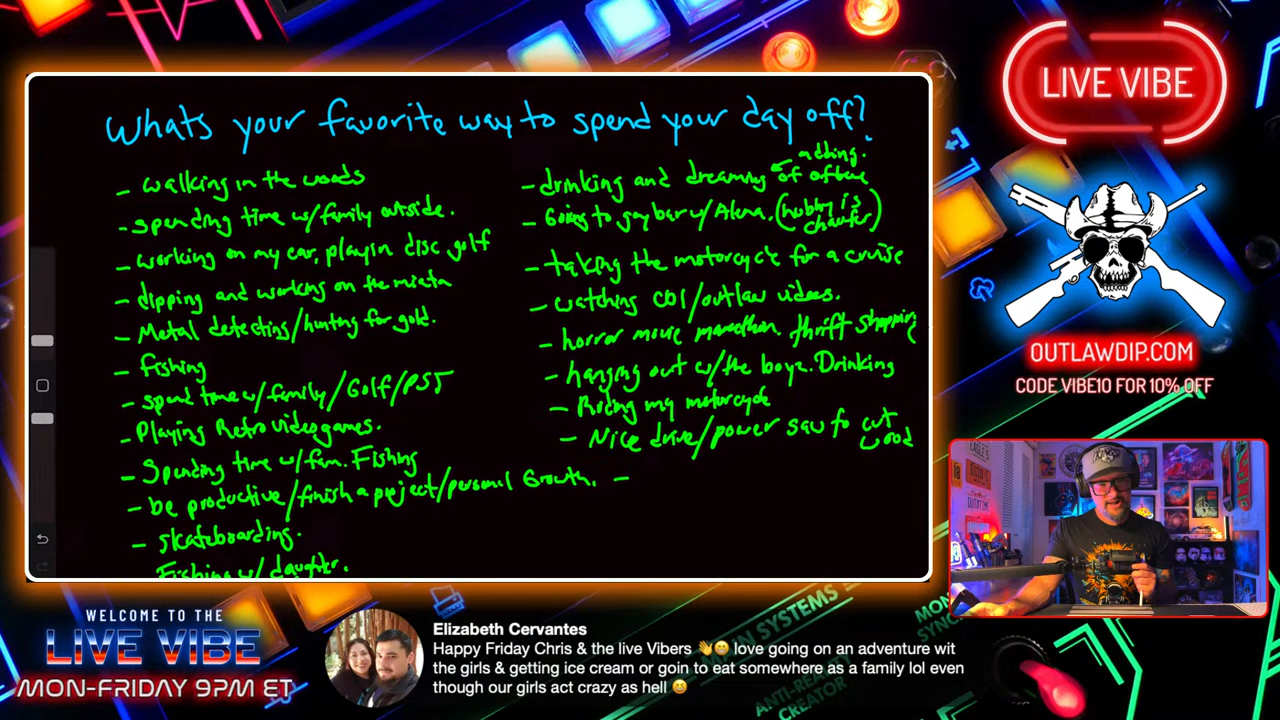 Whats your favorite way to spend your day off?
- walking in the woods
- spending time w/family outside.
- working on my car, playin disc golf
- dipping and working on the miata
- Metal detecting/hunting for gold.
- fishing
- spend time w/family/Golf/PS5
- Playing Retro videogames.
- Spending time w/fam. Fishing
- be productive/finish a project/personal Growth.
- skateboarding.
Fishing w/ daughter.
- drinking and dreaming of
- Going to gay bar w/ Alena. (hubby is
- taking the motorcycle for a cruise
- watching CDI/outlaw videos.
- horror movie marathon. thrift shopping
- hanging out w/the boyz. Drinking
- Riding my motorcycle
- Nice drive/power saw to cut
wood
-
LIVE VIBE
OUTLAWDIP.COM
CODE VIBE10 FOR 10% OFF
WELCOME TO THE
LIVE VIBE
MON-FRIDAY 9PM ET
Elizabeth Cervantes
Happy Friday Chris & the live Vibers 👋😁 love going on an adventure wit
the girls & getting ice cream or goin to eat somewhere as a family lol even
though our girls act crazy as hell 😆
MAIN SYSTEMS